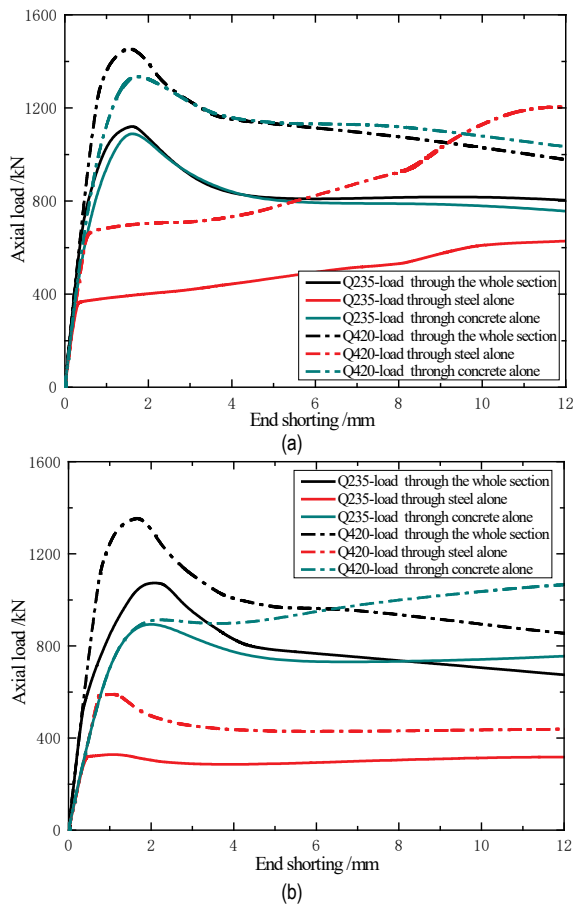 1600
1200
800
400
0
Axial load /kN
Q235-load through the whole section
Q235-load through steel alone
Q235-load throngh concrete alone
Q420-load through the whole section
Q420-load through steel alone
Q420-load throngh concrete alone
0 2 4 6 8 10 12
End shorting /mm
(a)
1600
1200
800
400
0
Axial load /kN
Q235-load through the whole section
Q235-load through steel alone
Q235-load throngh concrete alone
Q420-load through the whole section
Q420-load through steel alone
Q420-load throngh concrete alone
0 2 4 6 8 10 12
End shorting /mm
(b)